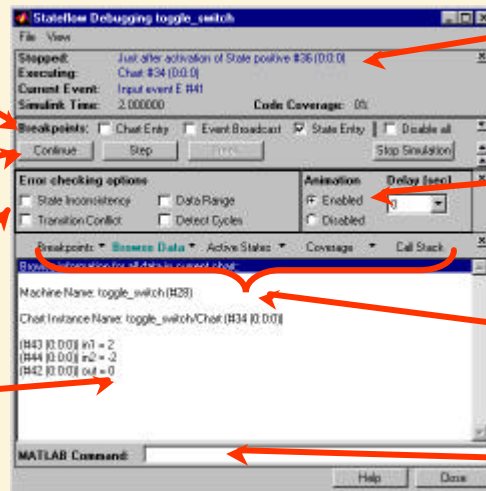 Stateflow Debugging toggle_switch
File View
Stopped: Just after activation of State positive #36 (0:0:0)
Executing: Chart #34 (0:0:0)
Current Event: Input event E #41
Simulink Time: 2.000000 Code Coverage: 0%
Breakpoints: Chart Entry Event Broadcast State Entry Disable all
Continue Step Stop Simulation
Error checking options Animation Delay (sec)
State Inconsistency Data Range Enabled 0
Transition Conflict Detect Cycles Disabled
Breakpoints Browse Data Active States Coverage Call Stack
Browse information for all data in current chart:
Machine Name: toggle_switch (#28)
Chart Instance Name: toggle_switch/Chart (#34 (0:0:0))
(#43 (0:0:0)) in1 = 2
(#44 (0:0:0)) in2 = -2
(#42 (0:0:0)) out = 0
MATLAB Command:
Help Close